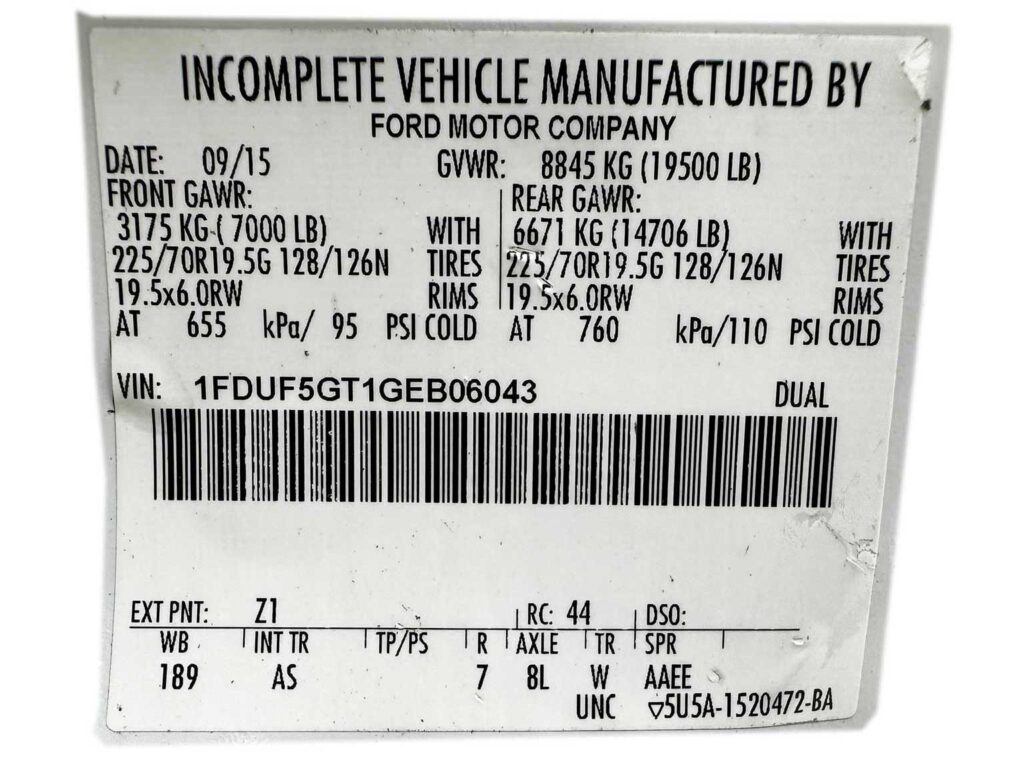 INCOMPLETE VEHICLE MANUFACTURED BY
FORD MOTOR COMPANY
DATE: 09/15 GVWR: 8845 KG (19500 LB)
FRONT GAWR: REAR GAWR:
3175 KG ( 7000 LB) WITH 6671 KG (14706 LB) WITH
225/70R19.5G 128/126N TIRES 225/70R19.5G 128/126N TIRES
19.5x6.0RW RIMS 19.5x6.0RW RIMS
AT 655 kPa/ 95 PSI COLD AT 760 kPa/110 PSI COLD
VIN: 1FDUF5GT1GEB06043 DUAL
EXT PNT: Z1 RC: 44 DSO:
WB INT TR TP/PS R AXLE TR SPR
189 AS 7 8L W AAEE
UNC ▽5U5A-1520472-BA